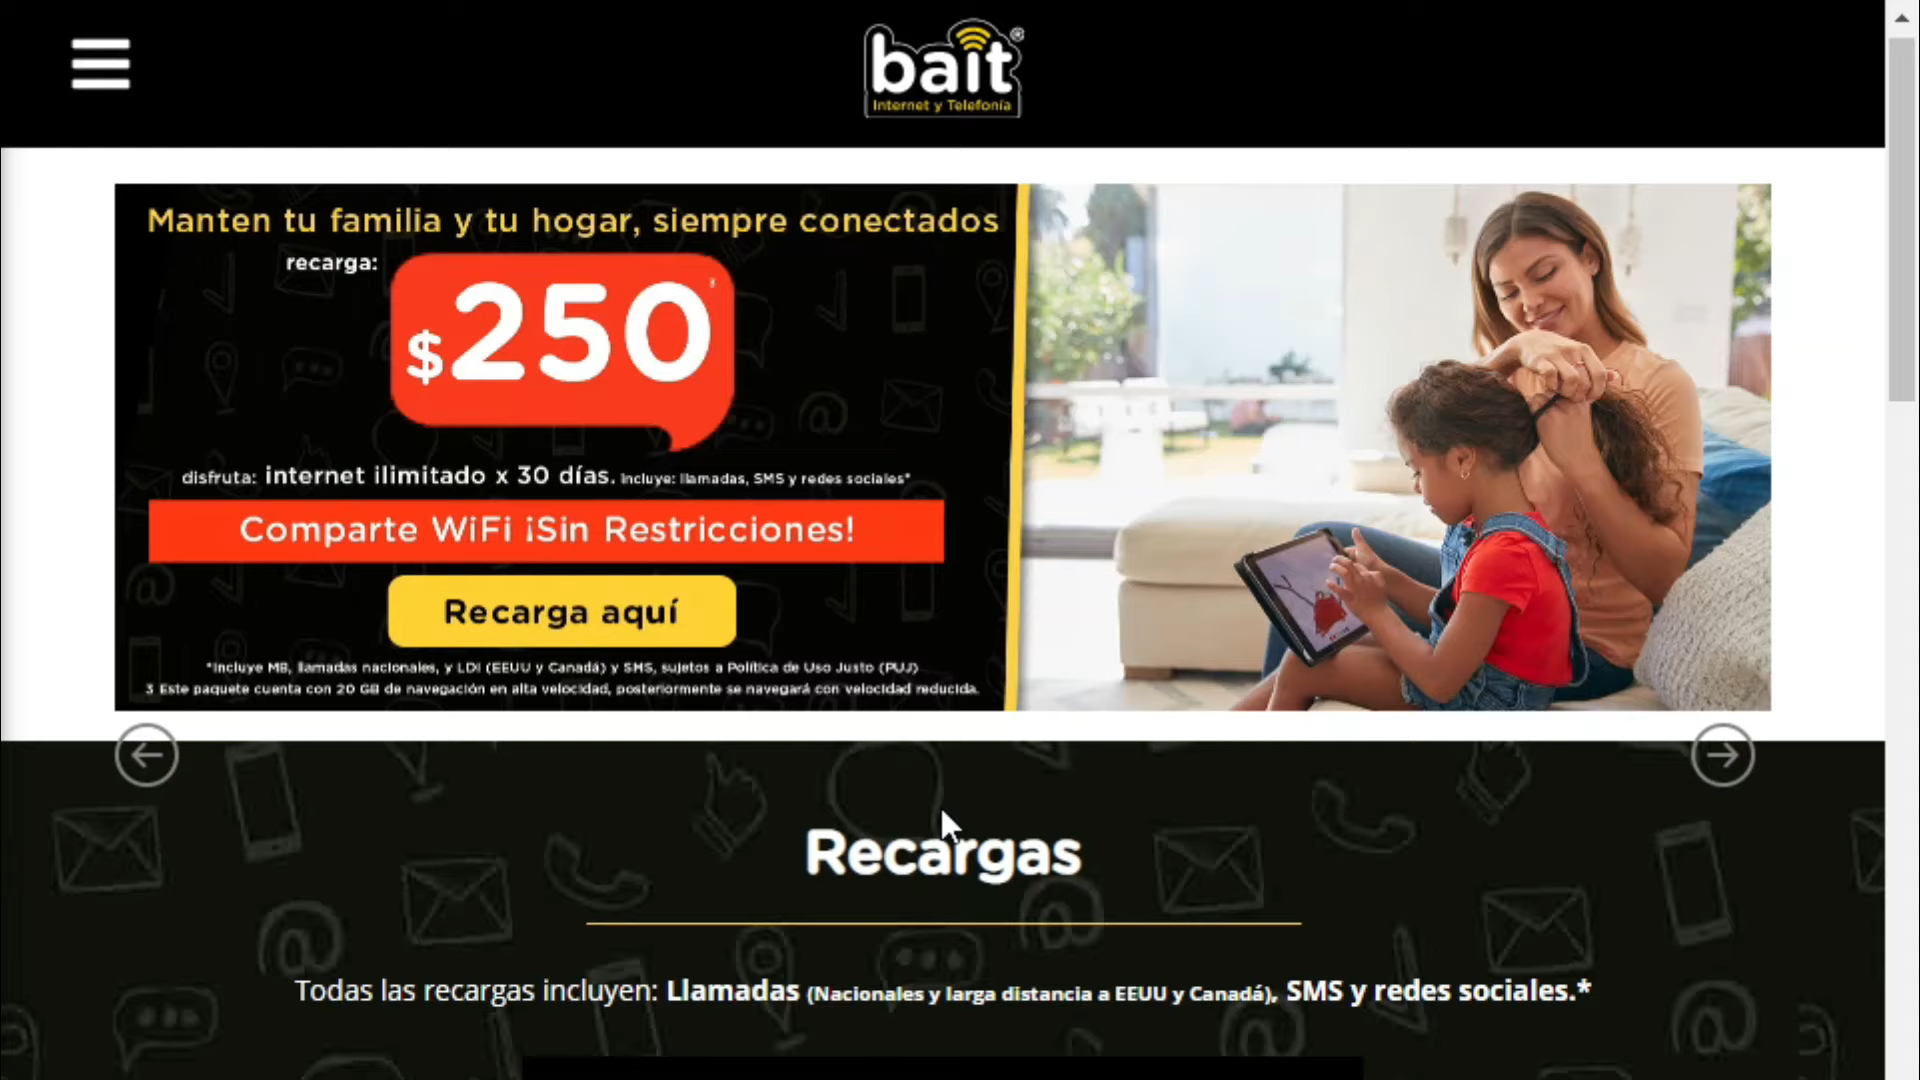 bait®
Internet y Telefonía
Manten tu familia y tu hogar, siempre conectados
recarga:
$250³
disfruta: internet ilimitado x 30 días. Incluye: llamadas, SMS y redes sociales*
Comparte WiFi ¡Sin Restricciones!
Recarga aquí
*Incluye MB, llamadas nacionales, y LDI (EEUU y Canadá) y SMS, sujetos a Política de Uso Justo (PUJ)
3 Este paquete cuenta con 20 GB de navegación en alta velocidad, posteriormente se navegará con velocidad reducida.
Recargas
Todas las recargas incluyen: Llamadas (Nacionales y larga distancia a EEUU y Canadá), SMS y redes sociales.*